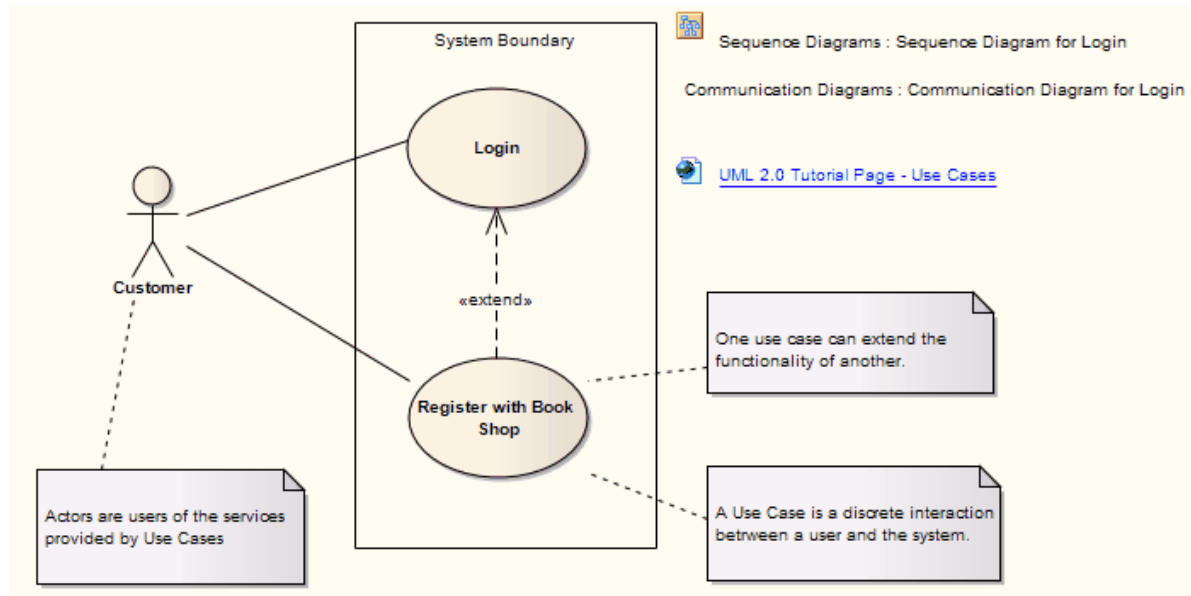 System Boundary
Sequence Diagrams : Sequence Diagram for Login
Communication Diagrams : Communication Diagram for Login
Login
UML 2.0 Tutorial Page - Use Cases
Customer
«extend»
One use case can extend the
functionality of another.
Register with Book
Shop
Actors are users of the services
provided by Use Cases
A Use Case is a discrete interaction
betrween a user and the system.